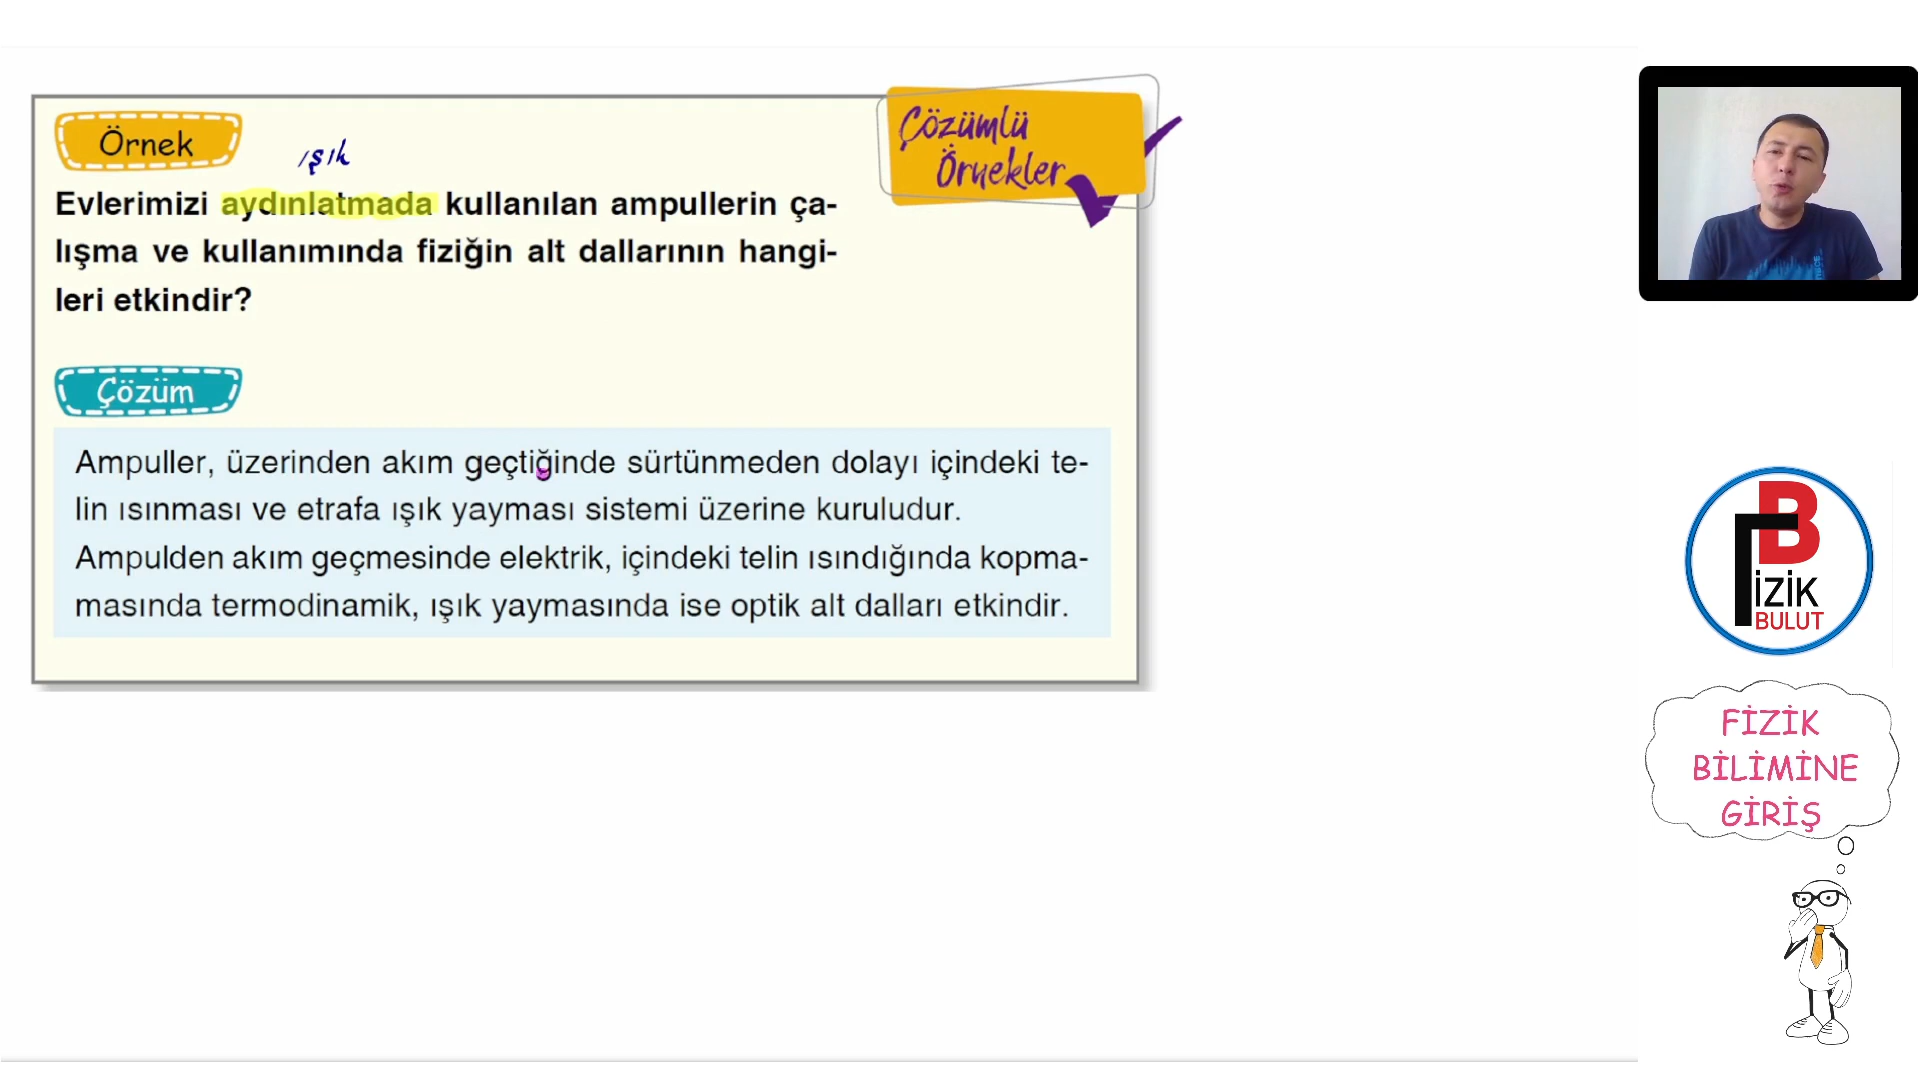 Örnek
ışık
Evlerimizi aydınlatmada kullanılan ampullerin ça-
lışma ve kullanımında fiziğin alt dallarının hangi-
leri etkindir?
Çözümlü
Örnekler
Çözüm
Ampuller, üzerinden akım geçtiğinde sürtünmeden dolayı içindeki te-
lin ısınması ve etrafa ışık yayması sistemi üzerine kuruludur.
Ampulden akım geçmesinde elektrik, içindeki telin ısındığında kopma-
masında termodinamik, ışık yaymasında ise optik alt dalları etkindir.
B
FİZİK
BULUT
FİZİK
BİLİMİNE
GİRİŞ